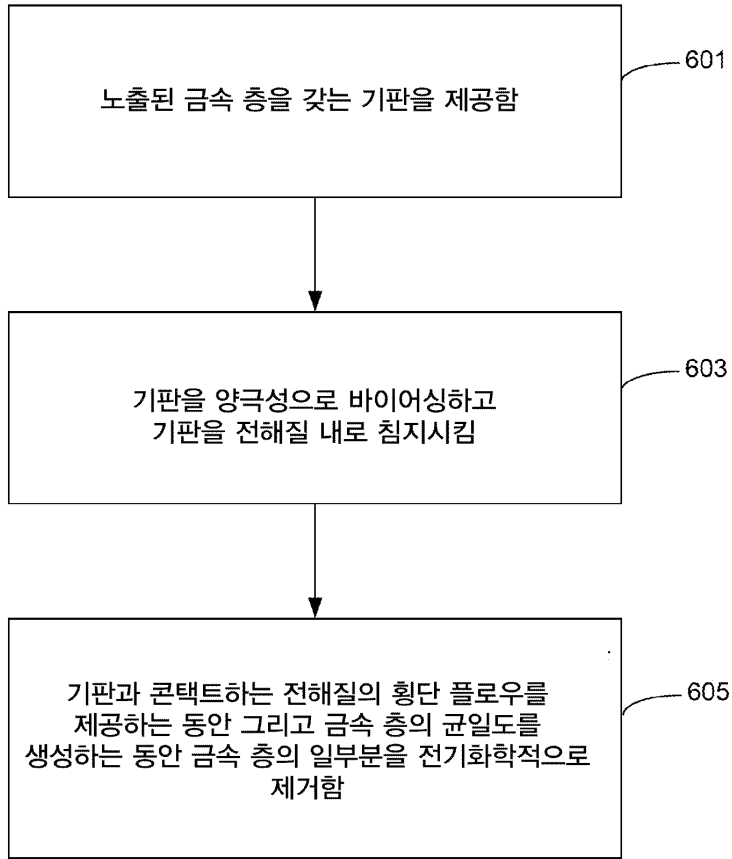 노출된 금속 층을 갖는 기판을 제공함
601
기판을 양극성으로 바이어싱하고
기판을 전해질 내로 침지시킴
603
기판과 콘택트하는 전해질의 횡단 플로우를
제공하는 동안 그리고 금속 층의 균일도를
생성하는 동안 금속 층의 일부분을 전기화학적으로
제거함
605